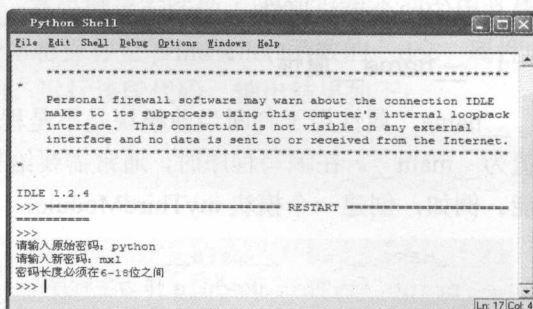 Python Shell
File Edit Shell Debug Options Windows Help
****************************************************************
*
Personal firewall software may warn about the connection IDLE
makes to its subprocess using this computer's internal loopback
interface. This connection is not visible on any external
interface and no data is sent to or received from the Internet.
****************************************************************
*
IDLE 1.2.4
>>> ================================ RESTART ================================
>>>
请输入原始密码: python
请输入新密码: mxl
密码长度必须在6-18位之间
>>>
Ln: 17 Col: 4